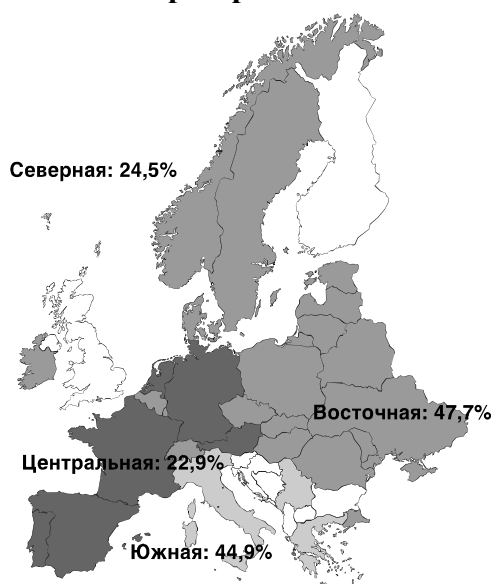 Северная: 24,5%
Восточная: 47,7%
Центральная: 22,9%
Южная: 44,9%